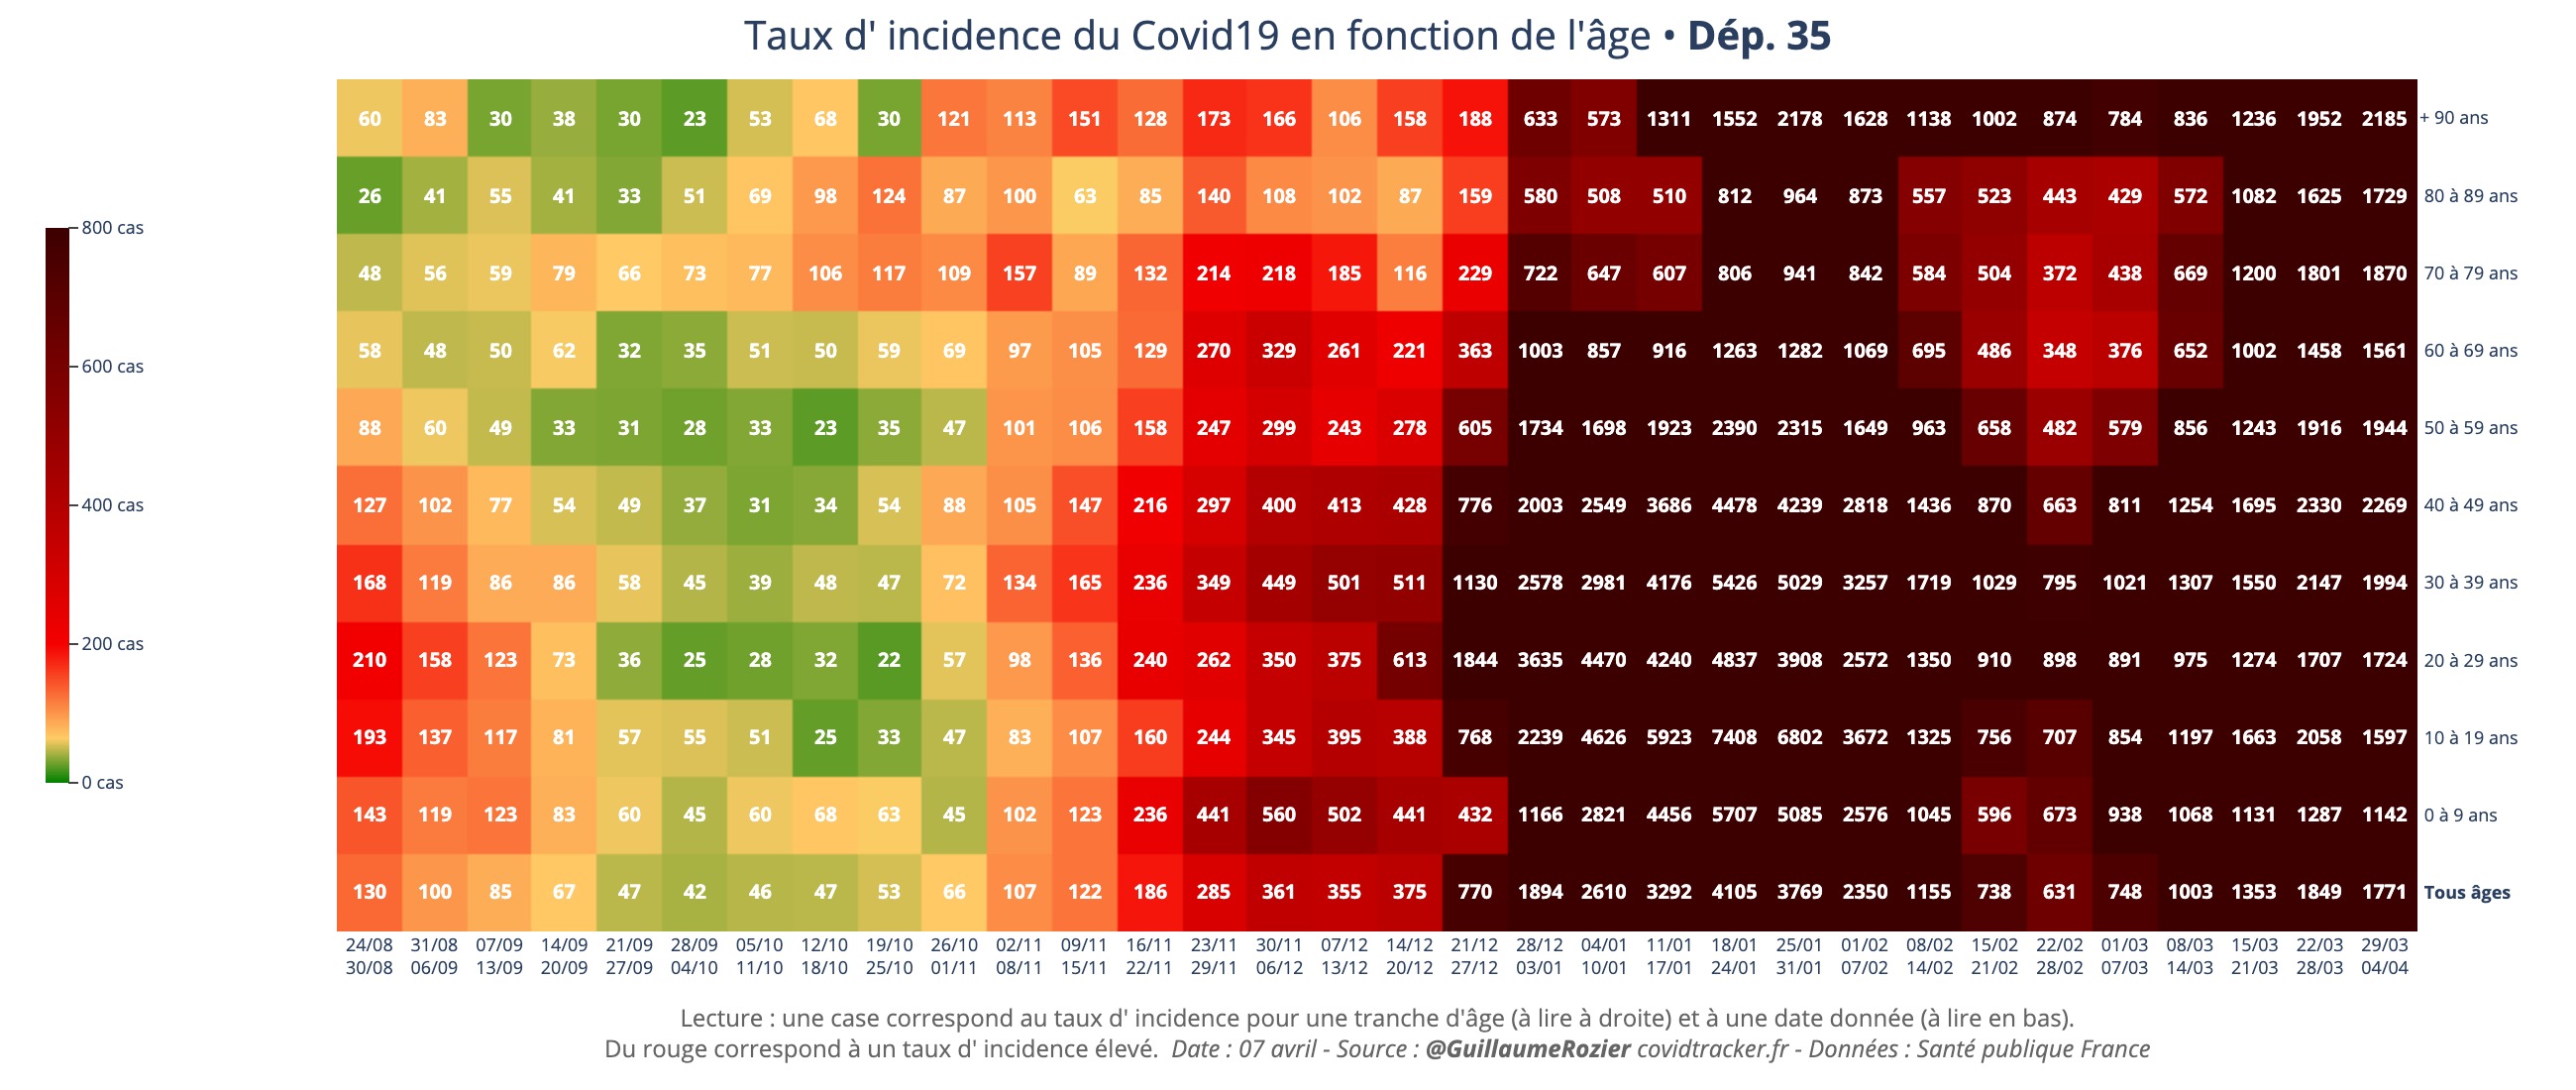 Taux d' incidence du Covid19 en fonction de l'âge • Dép. 35
60 83 30 38 30 23 53 68 30 121 113 151 128 173 166 106 158 188 633 573 1311 1552 2178 1628 1138 1002 874 784 836 1236 1952 2185 + 90 ans
26 41 55 41 33 51 69 98 124 87 100 63 85 140 108 102 87 159 580 508 510 812 964 873 557 523 443 429 572 1082 1625 1729 80 à 89 ans
800 cas
48 56 59 79 66 73 77 106 117 109 157 89 132 214 218 185 116 229 722 647 607 806 941 842 584 504 372 438 669 1200 1801 1870 70 à 79 ans
58 48 50 62 32 35 51 50 59 69 97 105 129 270 329 261 221 363 1003 857 916 1263 1282 1069 695 486 348 376 652 1002 1458 1561 60 à 69 ans
600 cas
88 60 49 33 31 28 33 23 35 47 101 106 158 247 299 243 278 605 1734 1698 1923 2390 2315 1649 963 658 482 579 856 1243 1916 1944 50 à 59 ans
400 cas
127 102 77 54 49 37 31 34 54 88 105 147 216 297 400 413 428 776 2003 2549 3686 4478 4239 2818 1436 870 663 811 1254 1695 2330 2269 40 à 49 ans
168 119 86 86 58 45 39 48 47 72 134 165 236 349 449 501 511 1130 2578 2981 4176 5426 5029 3257 1719 1029 795 1021 1307 1550 2147 1994 30 à 39 ans
200 cas
210 158 123 73 36 25 28 32 22 57 98 136 240 262 350 375 613 1844 3635 4470 4240 4837 3908 2572 1350 910 898 891 975 1274 1707 1724 20 à 29 ans
193 137 117 81 57 55 51 25 33 47 83 107 160 244 345 395 388 768 2239 4626 5923 7408 6802 3672 1325 756 707 854 1197 1663 2058 1597 10 à 19 ans
0 cas
143 119 123 83 60 45 60 68 63 45 102 123 236 441 560 502 441 432 1166 2821 4456 5707 5085 2576 1045 596 673 938 1068 1131 1287 1142 0 à 9 ans
130 100 85 67 47 42 46 47 53 66 107 122 186 285 361 355 375 770 1894 2610 3292 4105 3769 2350 1155 738 631 748 1003 1353 1849 1771 Tous âges
24/08 31/08 07/09 14/09 21/09 28/09 05/10 12/10 19/10 26/10 02/11 09/11 16/11 23/11 30/11 07/12 14/12 21/12 28/12 04/01 11/01 18/01 25/01 01/02 08/02 15/02 22/02 01/03 08/03 15/03 22/03 29/03
30/08 06/09 13/09 20/09 27/09 04/10 11/10 18/10 25/10 01/11 08/11 15/11 22/11 29/11 06/12 13/12 20/12 27/12 03/01 10/01 17/01 24/01 31/01 07/02 14/02 21/02 28/02 07/03 14/03 21/03 28/03 04/04
Lecture : une case correspond au taux d' incidence pour une tranche d'âge (à lire à droite) et à une date donnée (à lire en bas).
Du rouge correspond à un taux d' incidence élevé. Date : 07 avril - Source : @GuillaumeRozier covidtracker.fr - Données : Santé publique France